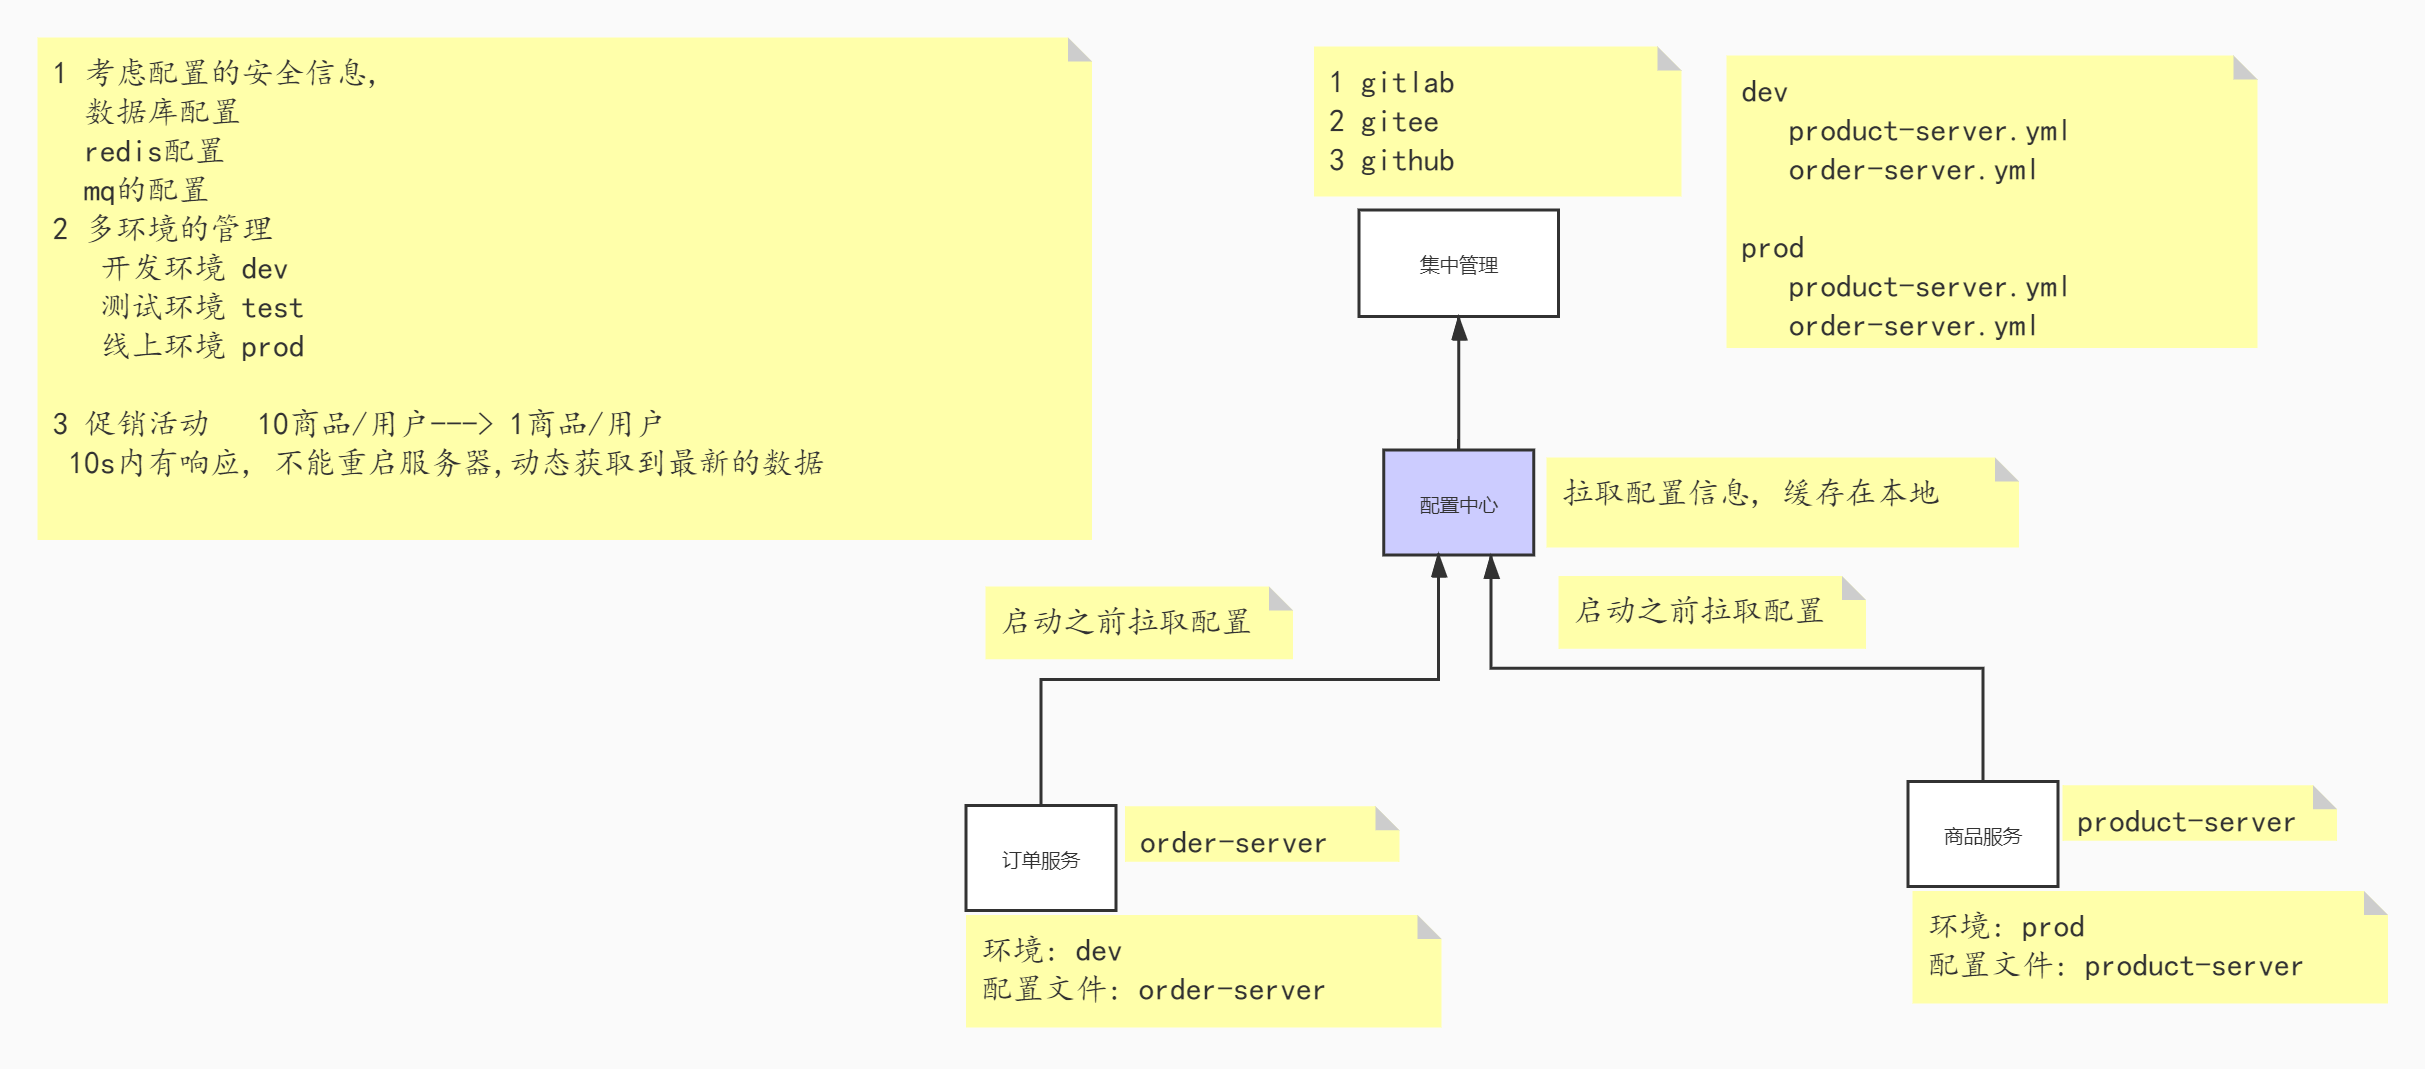 1 考虑配置的安全信息,
数据库配置
redis配置
mq的配置
2 多环境的管理
开发环境 dev
测试环境 test
线上环境 prod
3 促销活动 10商品/用户---> 1商品/用户
10s内有响应, 不能重启服务器,动态获取到最新的数据
1 gitlab
2 gitee
3 github
dev
product-server.yml
order-server.yml
prod
product-server.yml
order-server.yml
集中管理
配置中心
拉取配置信息, 缓存在本地
启动之前拉取配置
启动之前拉取配置
订单服务
order-server
环境: dev
配置文件: order-server
商品服务
product-server
环境: prod
配置文件: product-server